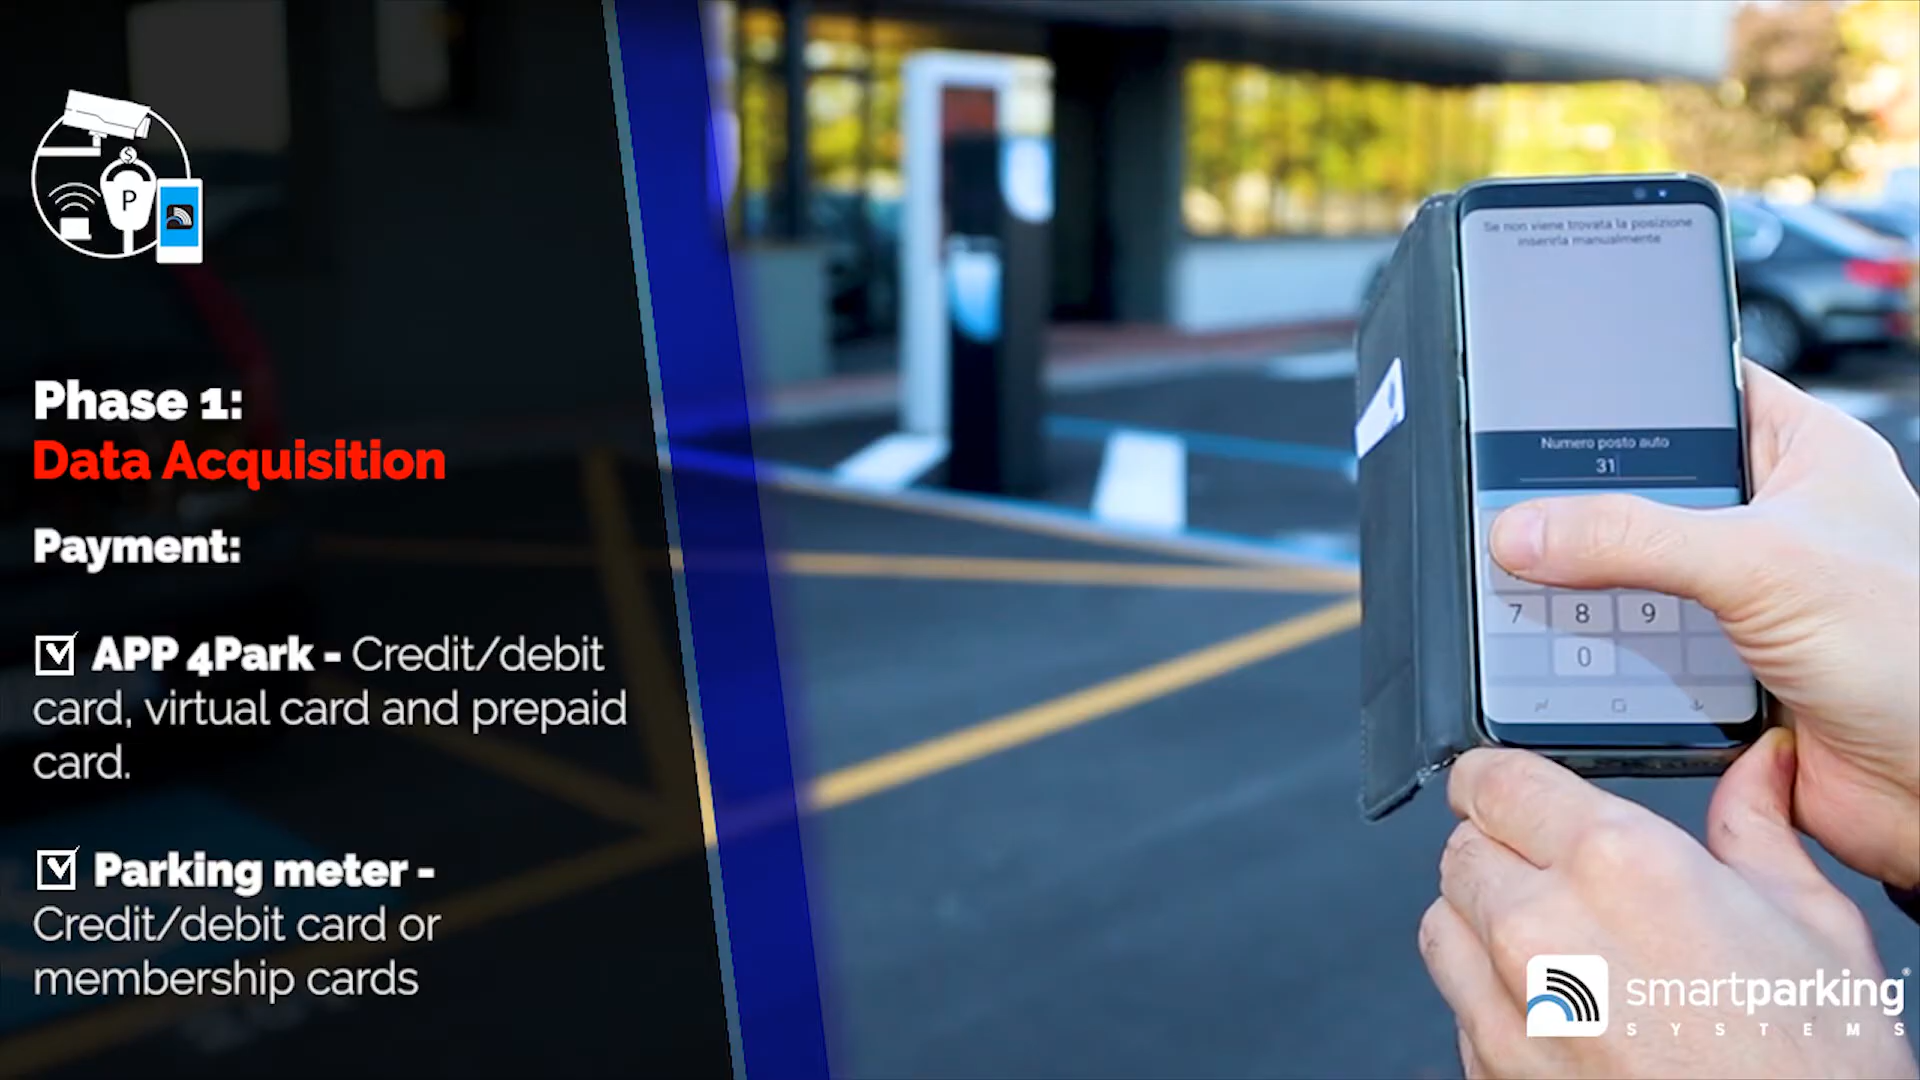 $
P
Phase 1:
Data Acquisition
Payment:
APP 4Park - Credit/debit
card, virtual card and prepaid
card.
Parking meter -
Credit/debit card or
membership cards
Se non viene trovata la posizione
inserirla manualmente
Numero posto auto
31
7 8 9
0
smartparking®
SYSTEMS